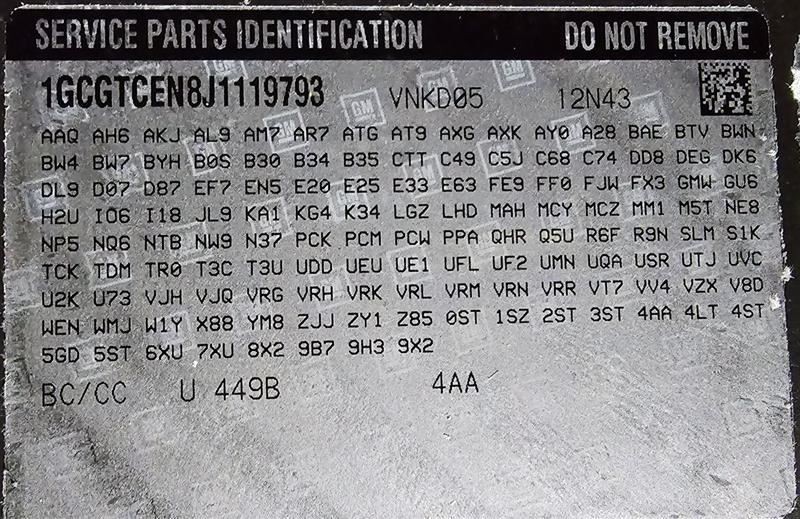 SERVICE PARTS IDENTIFICATION DO NOT REMOVE
1GCGTCEN8J1119793 VNKD05 12N43
AAQ AH6 AKJ AL9 AM7 AR7 ATG AT9 AXG AXK AY0 A28 BAE BTV BWN
BW4 BW7 BYH B0S B30 B34 B35 CTT C49 C5J C68 C74 DD8 DEG DK6
DL9 D07 D87 EF7 EN5 E20 E25 E33 E63 FE9 FF0 FJW FX3 GMW GU6
H2U IO6 I18 JL9 KA1 KG4 K34 LGZ LHD MAH MCY MCZ MM1 M5T NE8
NP5 NQ6 NTB NW9 N37 PCK PCM PCW PPA QHR Q5U R6F R9N SLM S1K
TCK TDM TR0 T3C T3U UDD UEU UE1 UFL UF2 UMN UQA USR UTJ UVC
U2K U73 VJH VJQ VRG VRH VRK VRL VRM VRN VRR VT7 VV4 VZX V8D
WEN WMJ W1Y X88 YM8 ZJJ ZY1 Z85 0ST 1SZ 2ST 3ST 4AA 4LT 4ST
5GD 5ST 6XU 7XU 8X2 9B7 9H3 9X2
BC/CC U 449B 4AA